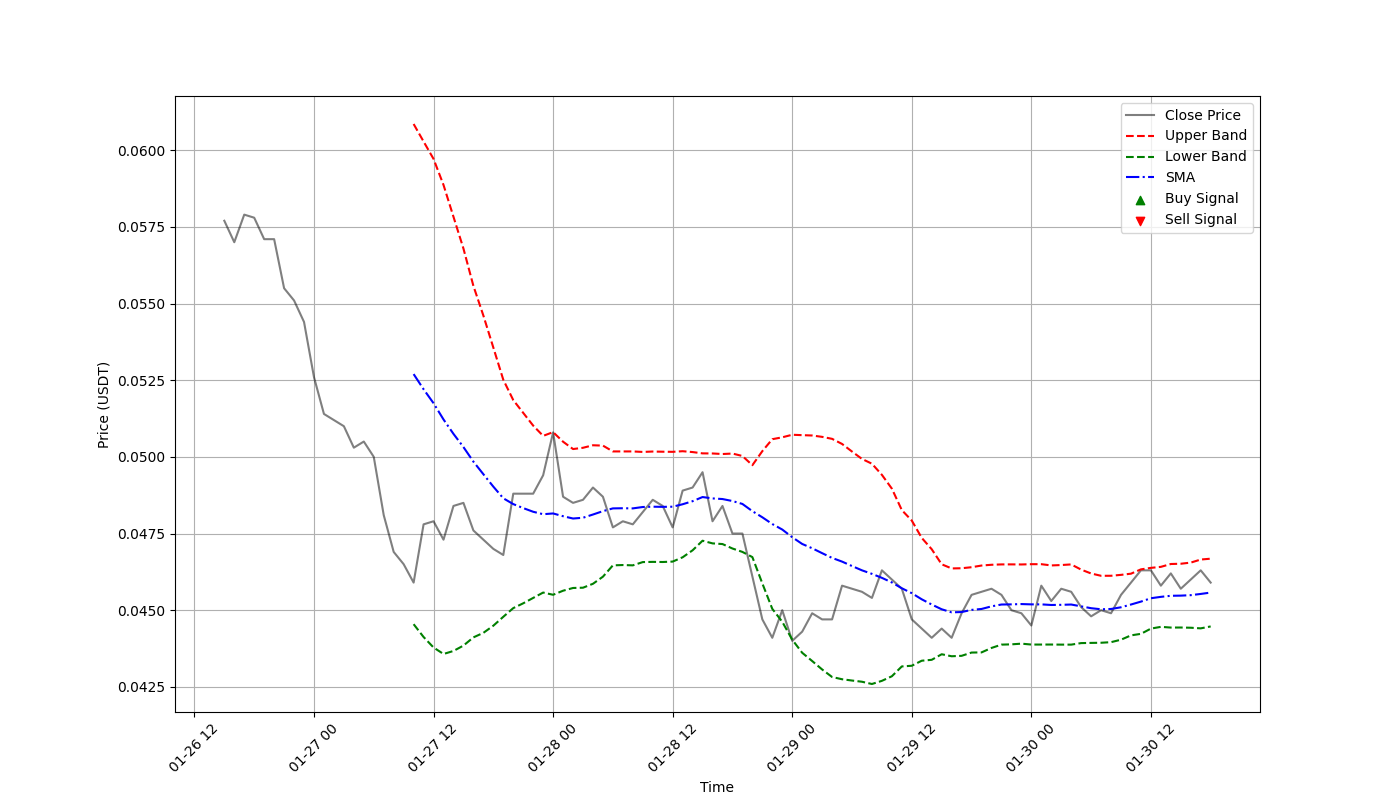 Close Price
Upper Band
Lower Band
SMA
Buy Signal
Sell Signal
Price (USDT)
0.0600
0.0575
0.0550
0.0525
0.0500
0.0475
0.0450
0.0425
01-26 12
01-27 00
01-27 12
01-28 00
01-28 12
01-29 00
01-29 12
01-30 00
01-30 12
Time